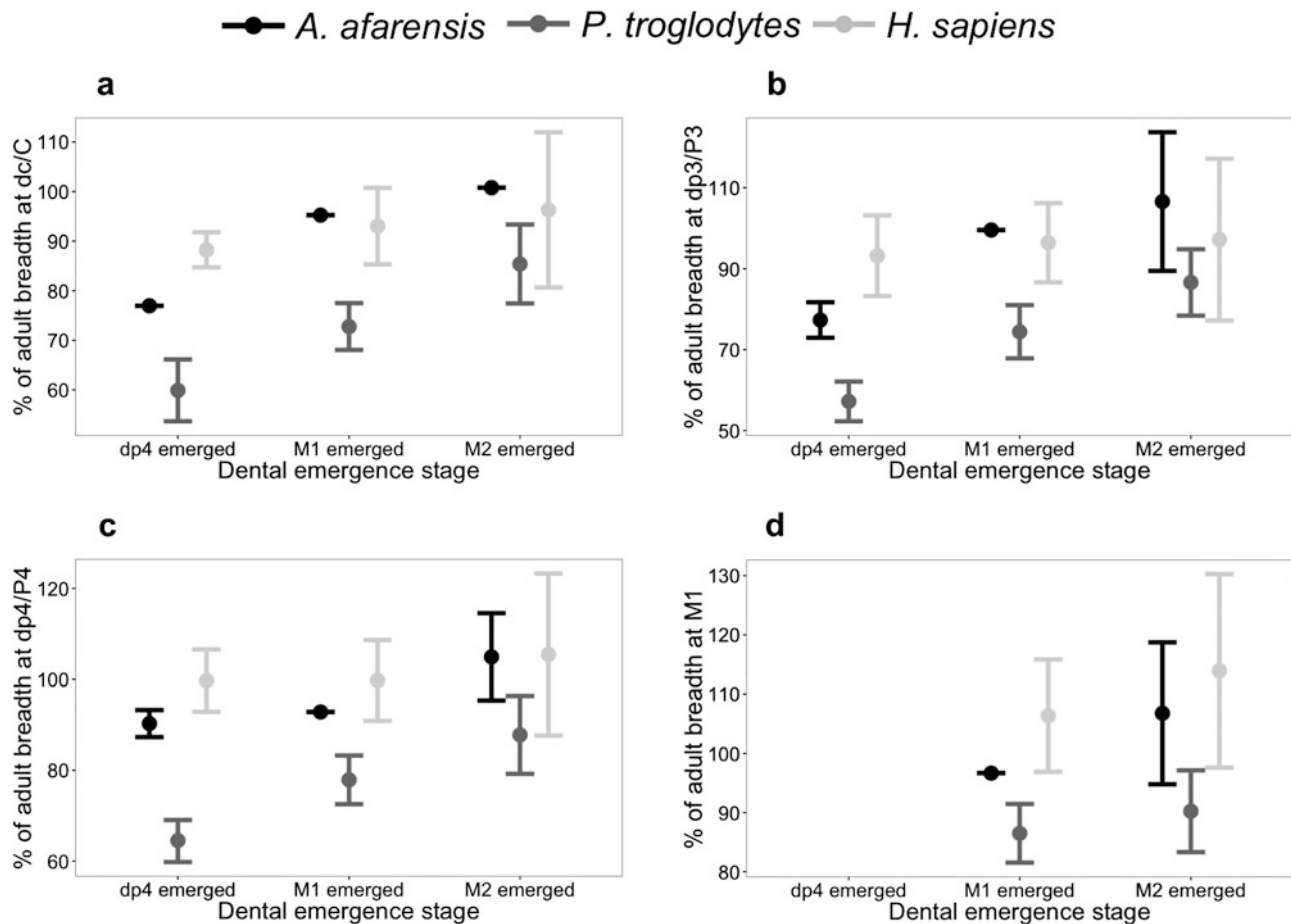 A. afarensis P. troglodytes H. sapiens
a
% of adult breadth at dc/C
110
100
90
80
70
60
dp4 emerged M1 emerged M2 emerged
Dental emergence stage
b
% of adult breadth at dp3/P3
110
90
70
50
dp4 emerged M1 emerged M2 emerged
Dental emergence stage
c
% of adult breadth at dp4/P4
120
100
80
60
dp4 emerged M1 emerged M2 emerged
Dental emergence stage
d
% of adult breadth at M1
130
120
110
100
90
80
dp4 emerged M1 emerged M2 emerged
Dental emergence stage